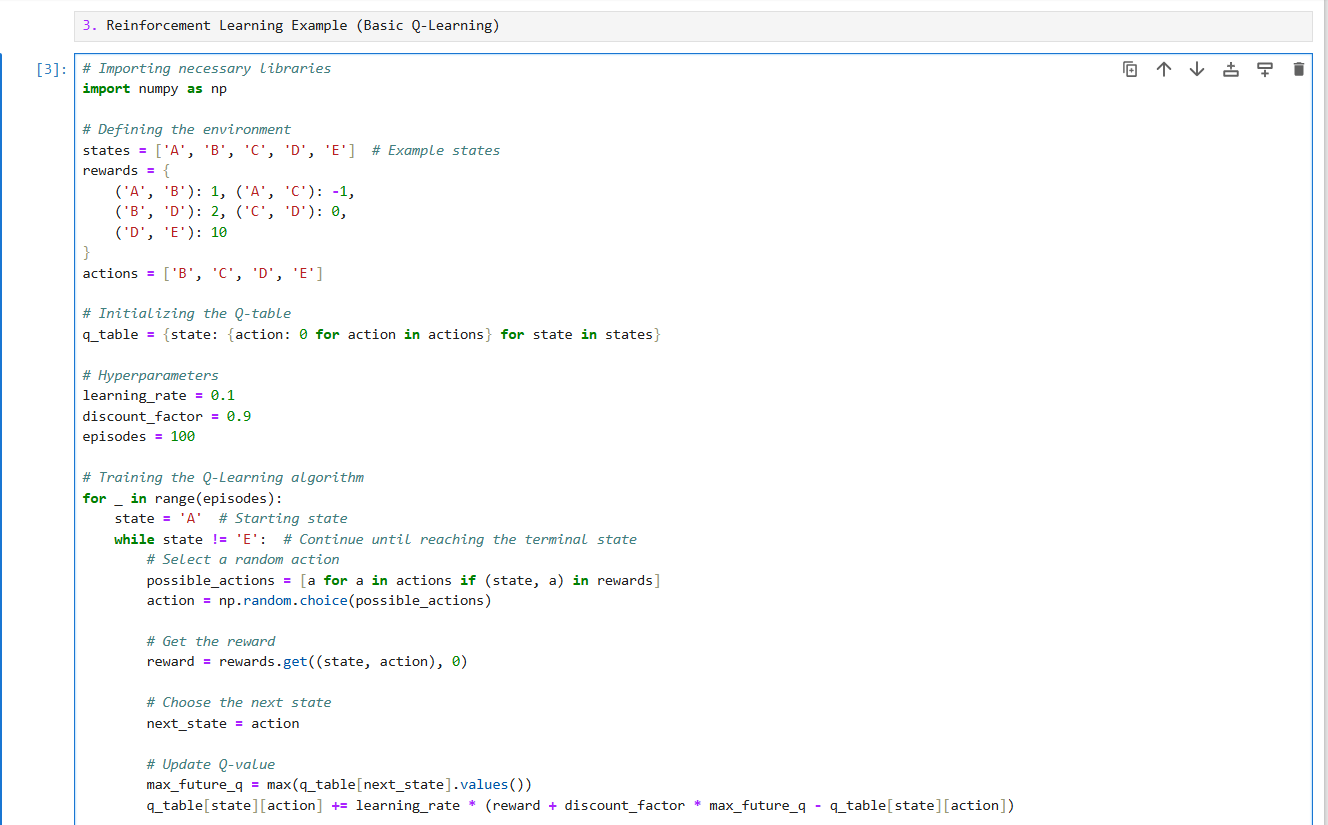 3. Reinforcement Learning Example (Basic Q-Learning)
[3]:
# Importing necessary libraries
import numpy as np

# Defining the environment
states = ['A', 'B', 'C', 'D', 'E']  # Example states
rewards = {
    ('A', 'B'): 1, ('A', 'C'): -1,
    ('B', 'D'): 2, ('C', 'D'): 0,
    ('D', 'E'): 10
}
actions = ['B', 'C', 'D', 'E']

# Initializing the Q-table
q_table = {state: {action: 0 for action in actions} for state in states}

# Hyperparameters
learning_rate = 0.1
discount_factor = 0.9
episodes = 100

# Training the Q-Learning algorithm
for _ in range(episodes):
    state = 'A'  # Starting state
    while state != 'E':  # Continue until reaching the terminal state
        # Select a random action
        possible_actions = [a for a in actions if (state, a) in rewards]
        action = np.random.choice(possible_actions)

        # Get the reward
        reward = rewards.get((state, action), 0)

        # Choose the next state
        next_state = action

        # Update Q-value
        max_future_q = max(q_table[next_state].values())
        q_table[state][action] += learning_rate * (reward + discount_factor * max_future_q - q_table[state][action])